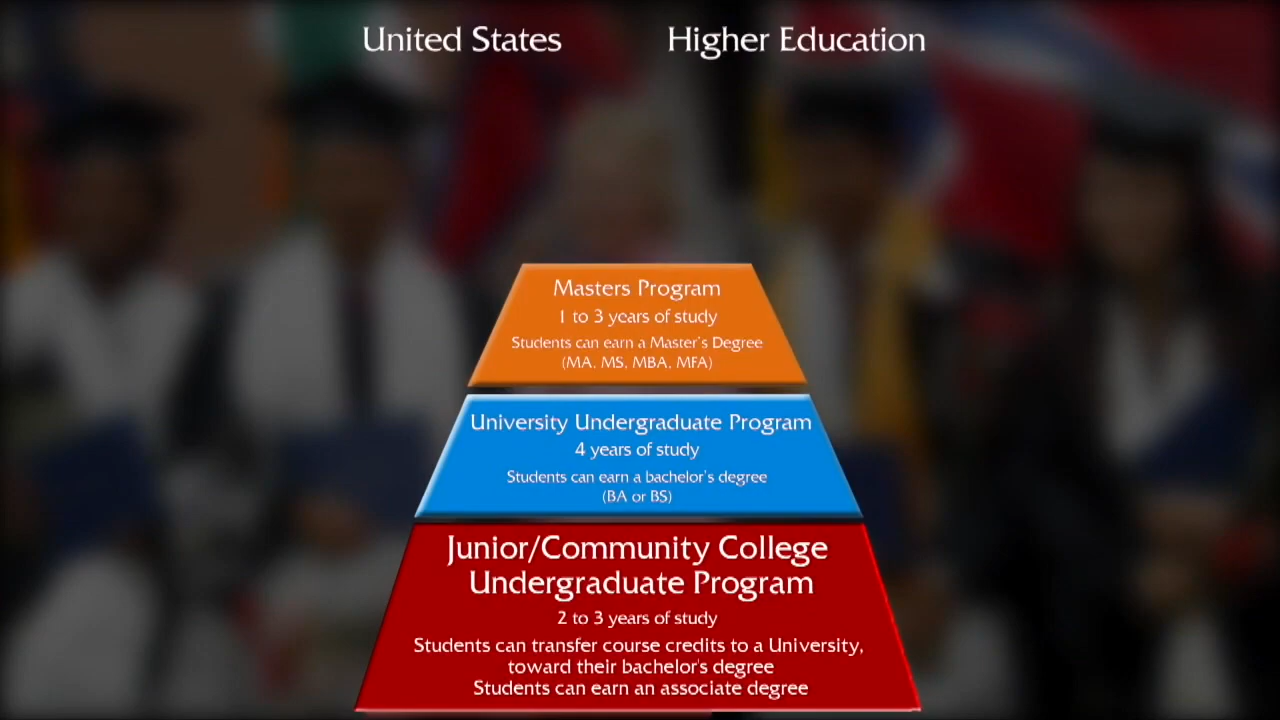 United States Higher Education
Masters Program
1 to 3 years of study
Students can earn a Master's Degree
(MA, MS, MBA, MFA)
University Undergraduate Program
4 years of study
Students can earn a bachelor's degree
(BA or BS)
Junior/Community College
Undergraduate Program
2 to 3 years of study
Students can transfer course credits to a University,
toward their bachelor's degree
Students can earn an associate degree